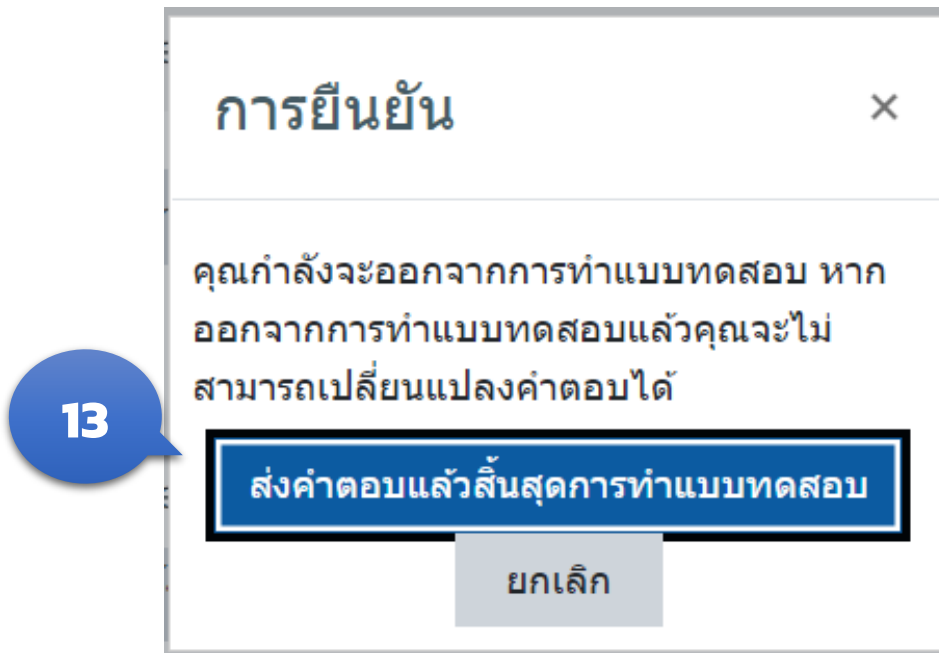 การยืนยัน ×
คุณกำลังจะออกจากการทำแบบทดสอบ หาก
ออกจากการทำแบบทดสอบแล้วคุณจะไม่
สามารถเปลี่ยนแปลงคำตอบได้
13
ส่งคำตอบแล้วสิ้นสุดการทำแบบทดสอบ
ยกเลิก